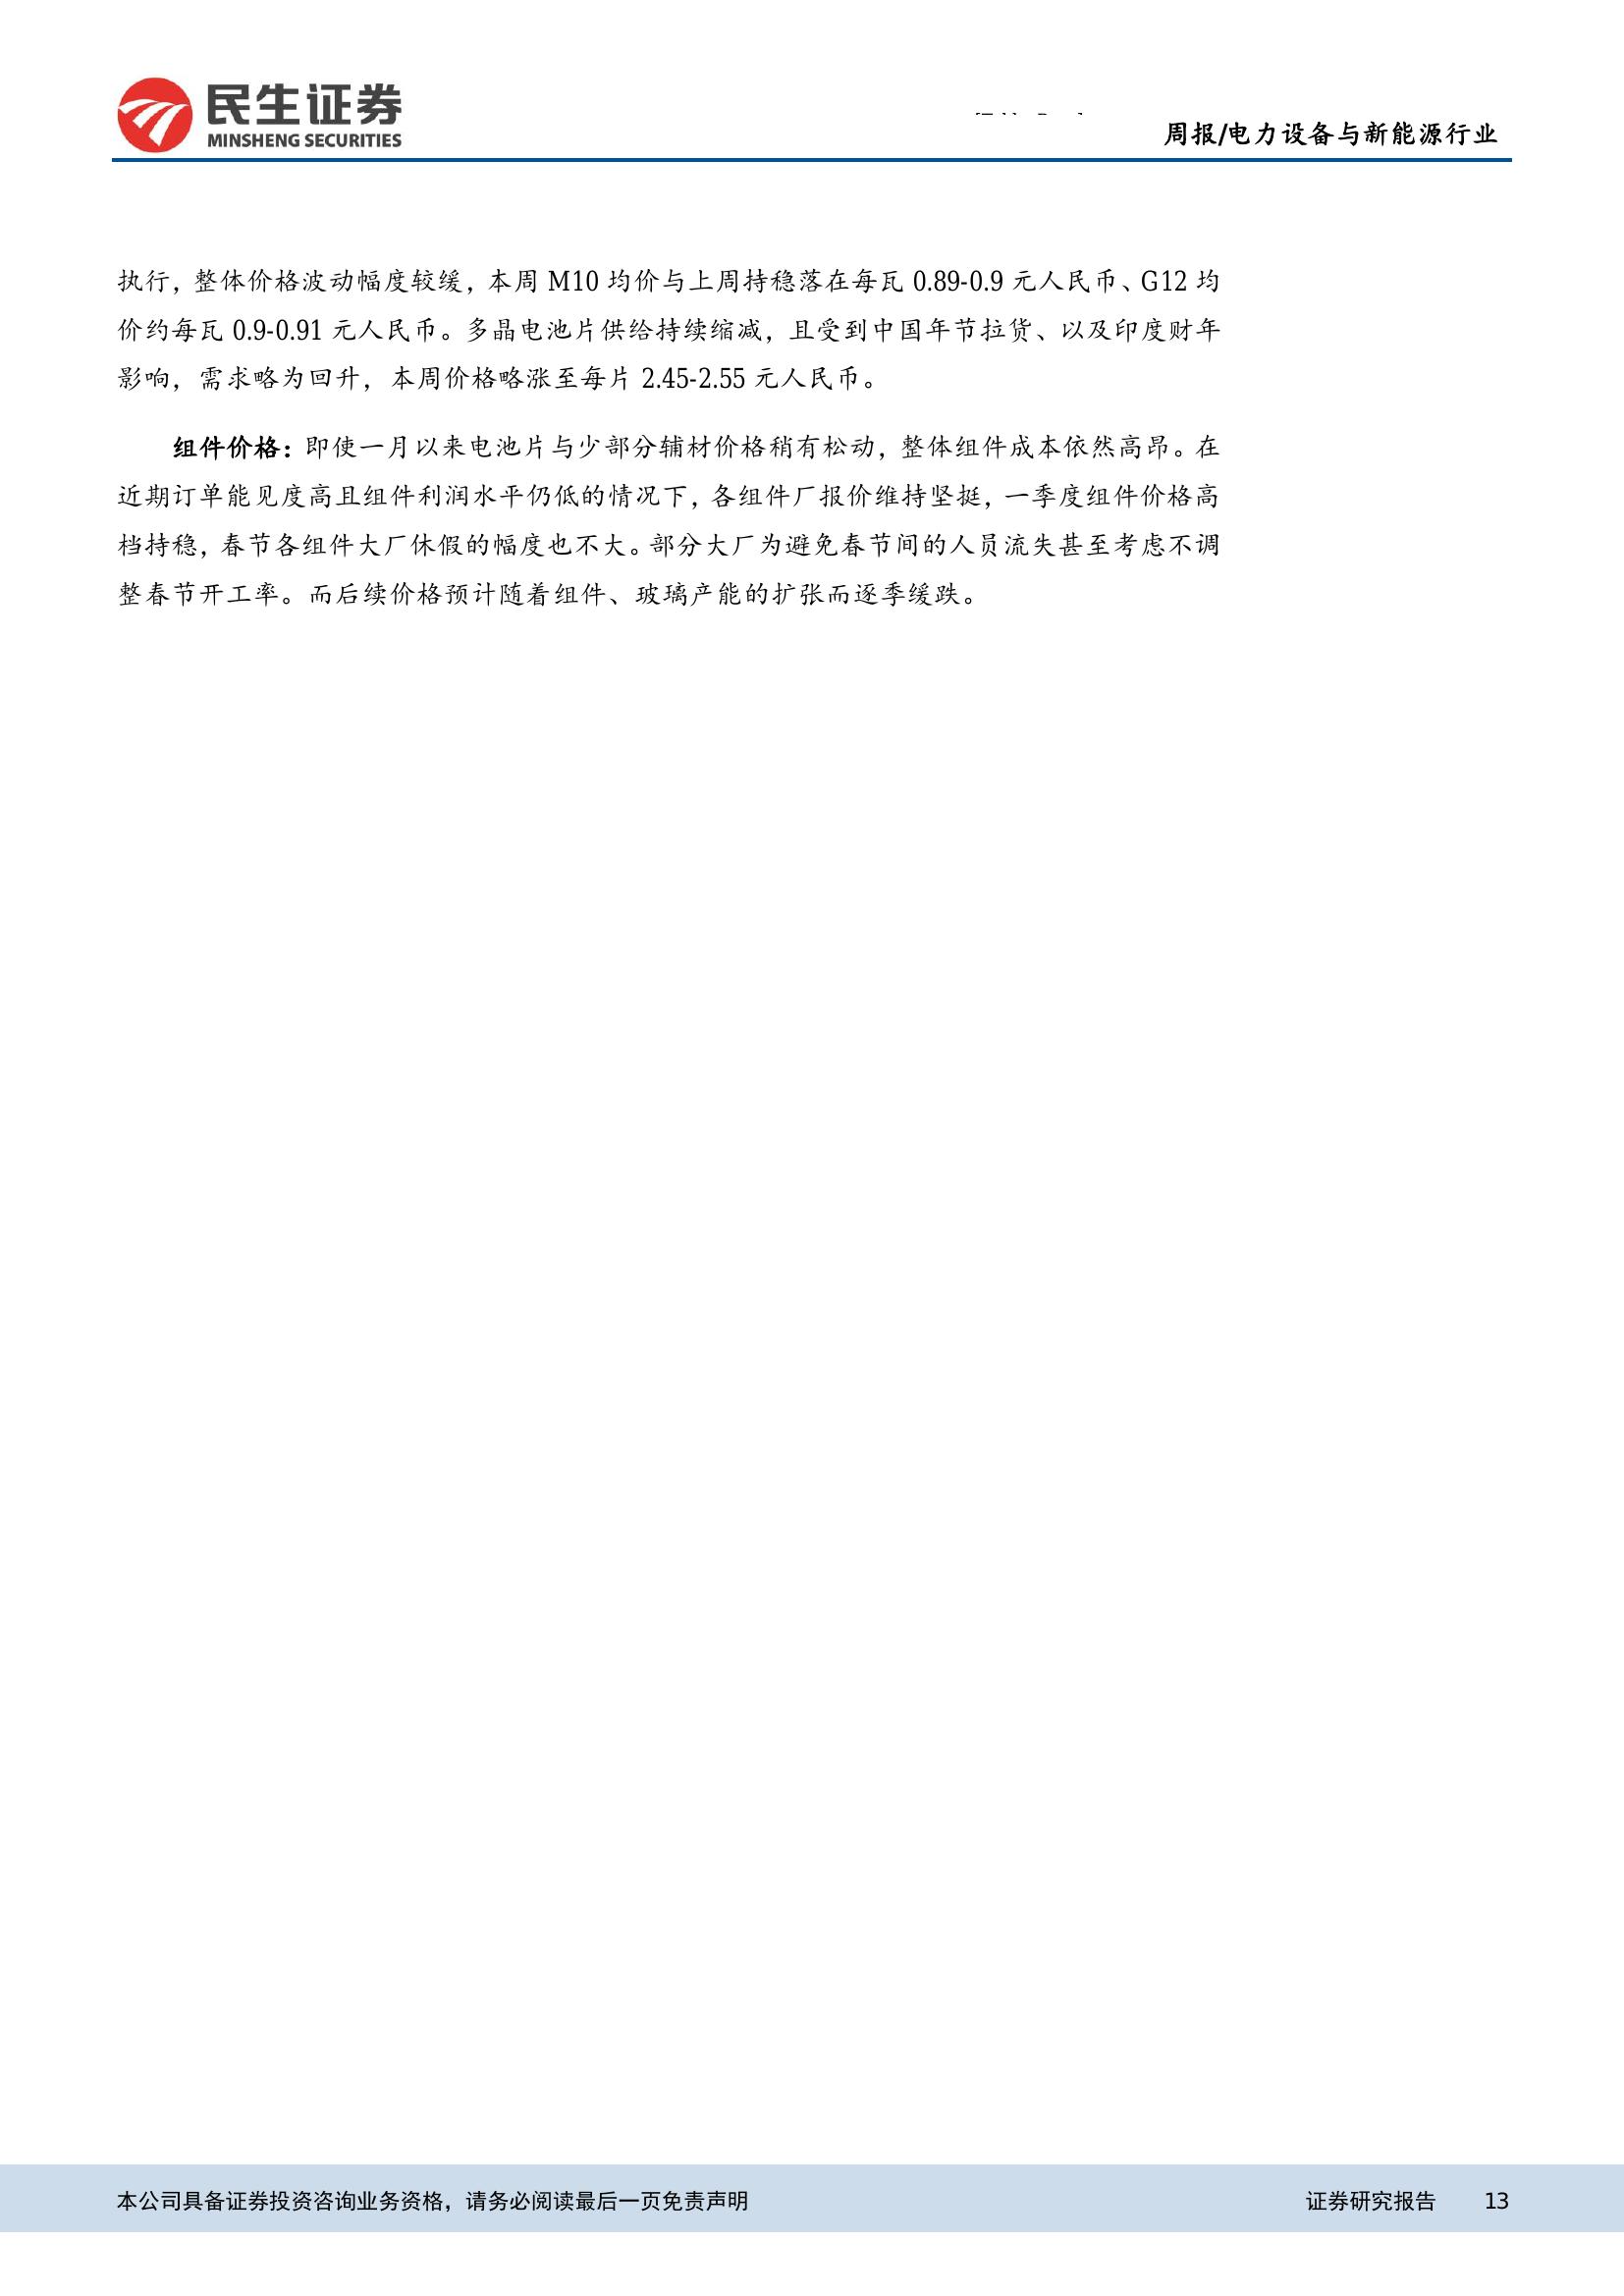 民生证券
MINSHENG SECURITIES
周报/电力设备与新能源行业
执行，整体价格波动幅度较缓，本周 M10 均价与上周持稳落在每瓦 0.89-0.9 元人民币、G12 均
价约每瓦 0.9-0.91 元人民币。多晶电池片供给持续缩减，且受到中国年节拉货、以及印度财年
影响，需求略为回升，本周价格略涨至每片 2.45-2.55 元人民币。
组件价格：即使一月以来电池片与少部分辅材价格稍有松动，整体组件成本依然高昂。在
近期订单能见度高且组件利润水平仍低的情况下，各组件厂报价维持坚挺，一季度组件价格高
档持稳，春节各组件大厂休假的幅度也不大。部分大厂为避免春节间的人员流失甚至考虑不调
整春节开工率。而后续价格预计随着组件、玻璃产能的扩张而逐季缓跌。
本公司具备证券投资咨询业务资格，请务必阅读最后一页免责声明
证券研究报告 13